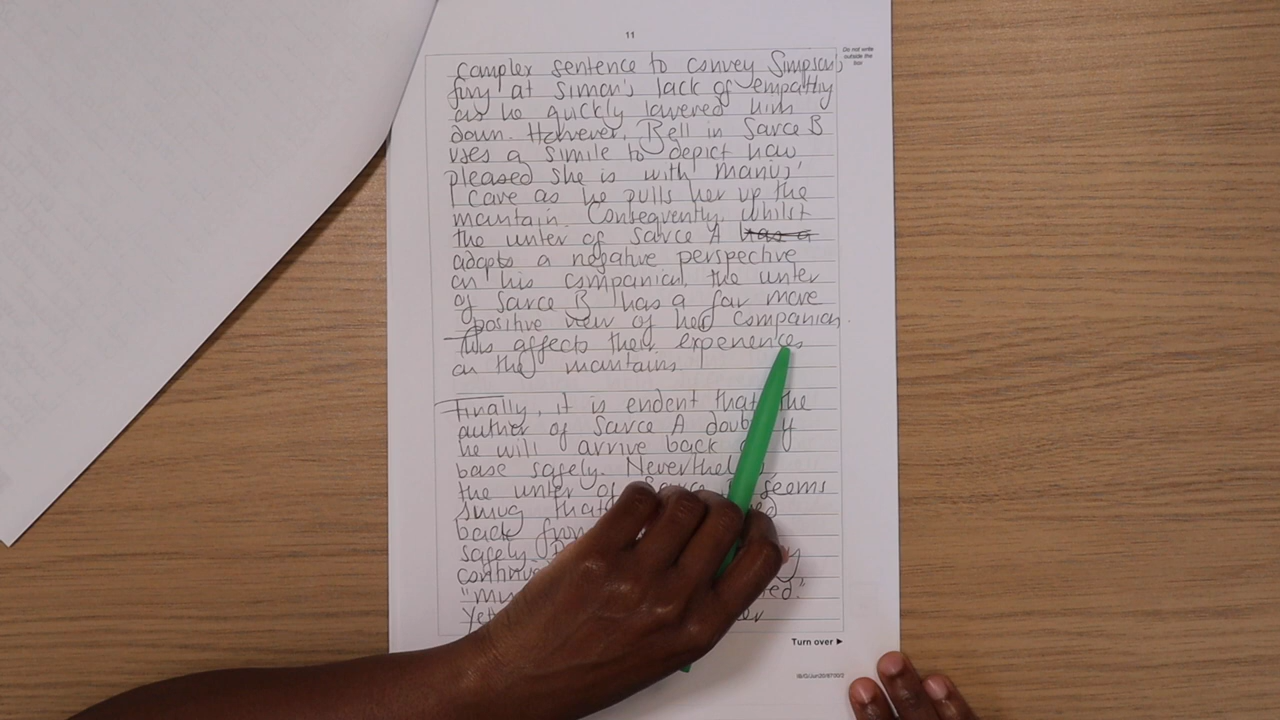 11
Do not write
outside the
box
complex sentence to convey Simpson's
fury at Simon's lack of empathy
as he quickly lowered him
down. However, Bell in Source B
uses a simile to depict how
pleased she is with Manius'
care as he pulls her up the
mountain. Consequently, whilst
the writer of Source A has a
adopts a negative perspective
on his companion, the writer
of Source B has a far more
positive view of her companion.
This affects their experiences
on the mountains.
Finally, it is evident that the
author of Source A
he will arrive back
base safely.
the writer of seems
smug that
back
safely

"
Yet
Turn over